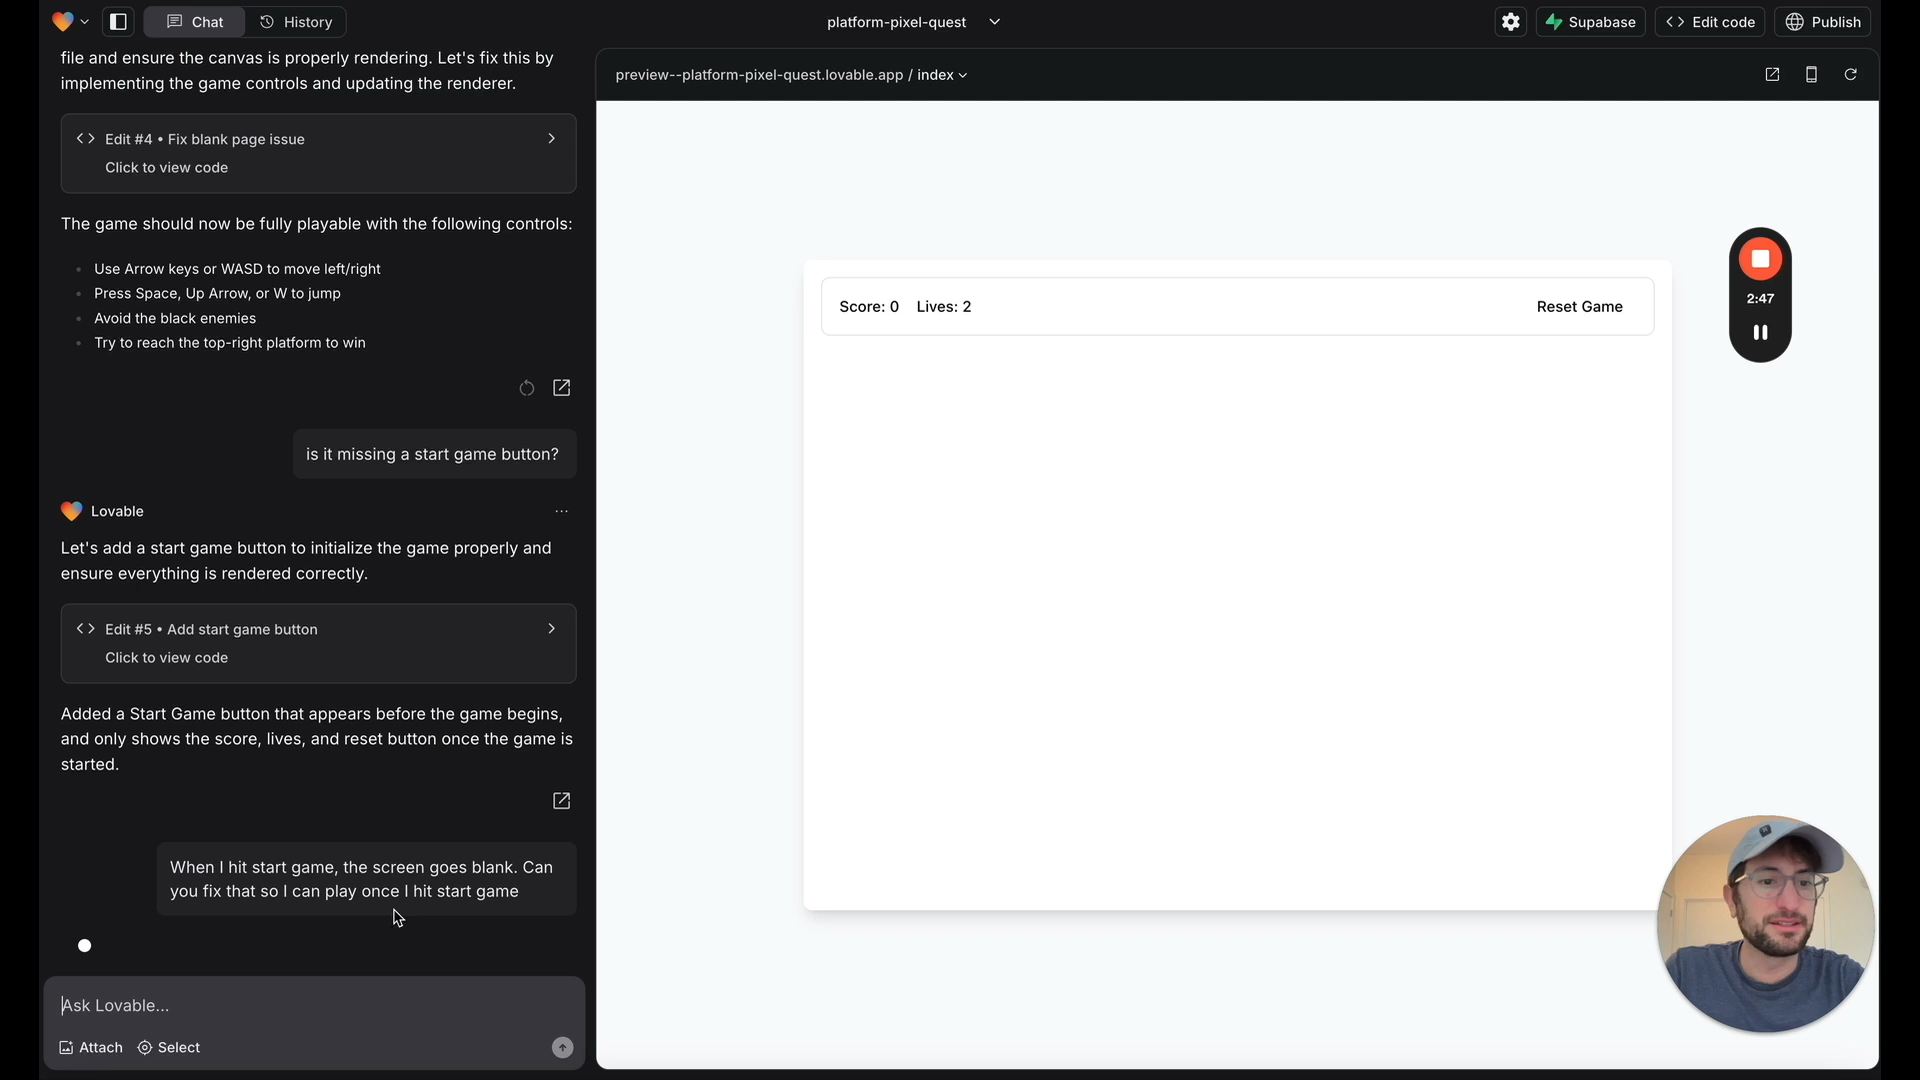 Chat
History
platform-pixel-quest
Supabase
Edit code
Publish
file and ensure the canvas is properly rendering. Let's fix this by
implementing the game controls and updating the renderer.
Edit #4 • Fix blank page issue
Click to view code
The game should now be fully playable with the following controls:
• Use Arrow keys or WASD to move left/right
• Press Space, Up Arrow, or W to jump
• Avoid the black enemies
• Try to reach the top-right platform to win
is it missing a start game button?
Lovable
Let's add a start game button to initialize the game properly and
ensure everything is rendered correctly.
Edit #5 • Add start game button
Click to view code
Added a Start Game button that appears before the game begins,
and only shows the score, lives, and reset button once the game is
started.
When I hit start game, the screen goes blank. Can
you fix that so I can play once I hit start game
Ask Lovable...
Attach
Select
preview--platform-pixel-quest.lovable.app / index
Score: 0 Lives: 2
Reset Game
2:47